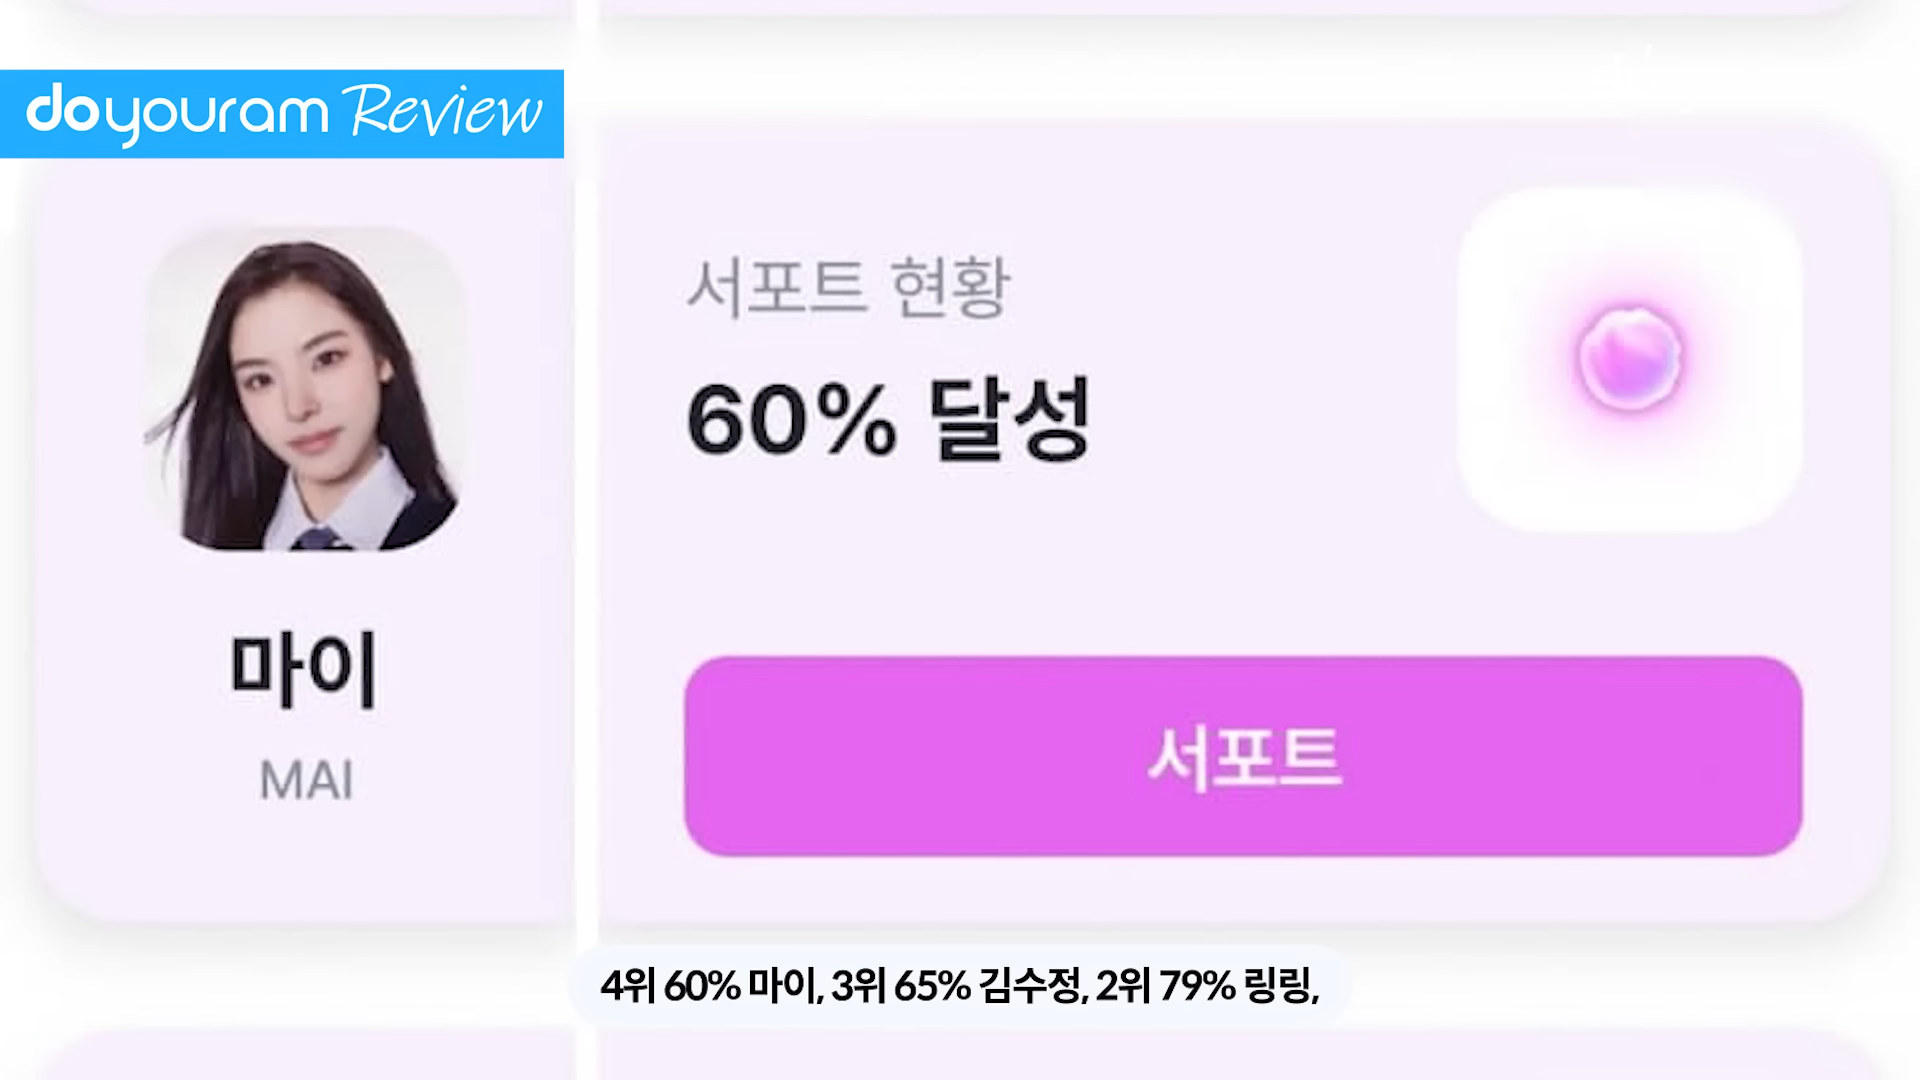 doyouram Review
서포트 현황
60% 달성
마이
MAI
서포트
4위 60% 마이, 3위 65% 김수정, 2위 79% 링링,